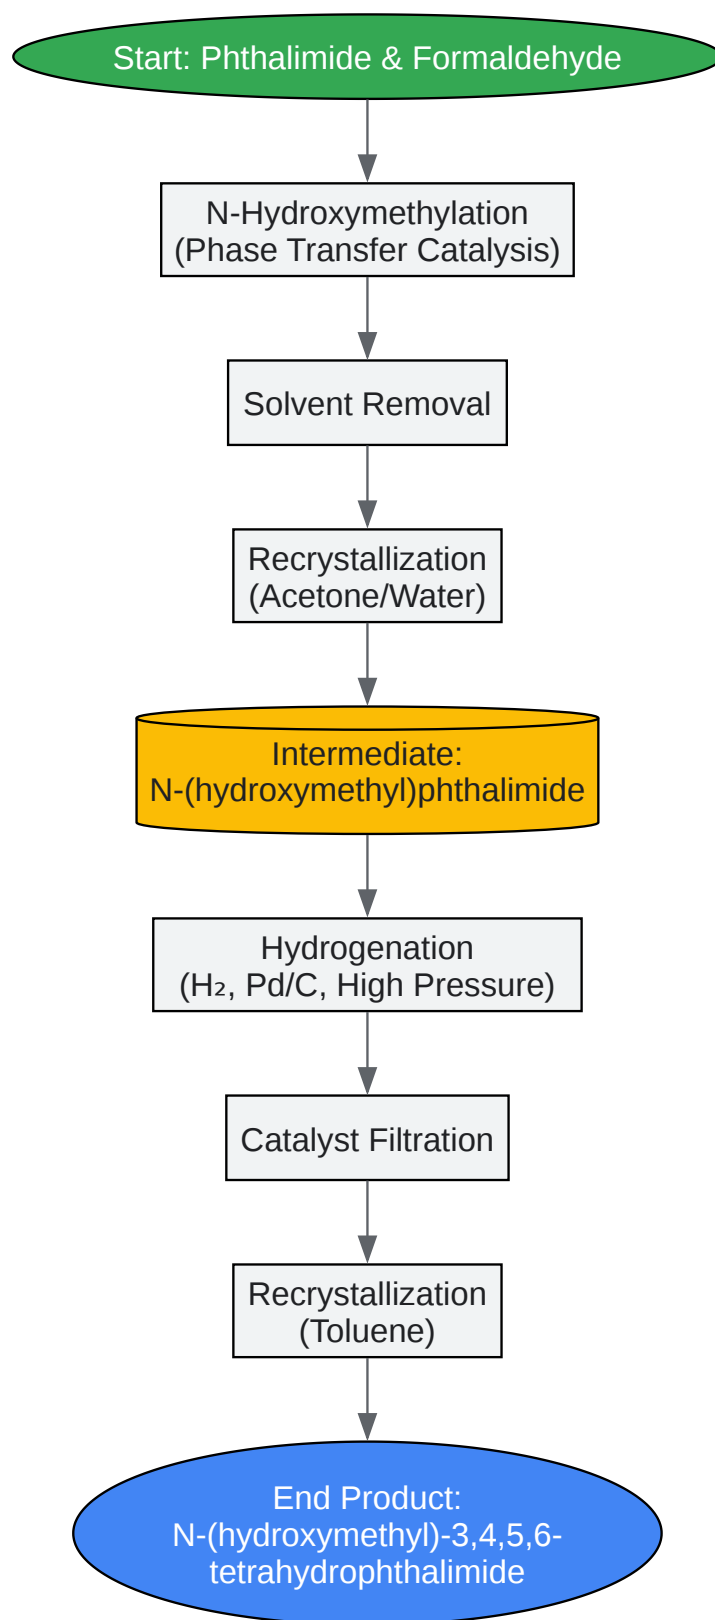 Start: Phthalimide & Formaldehyde
N-Hydroxymethylation
(Phase Transfer Catalysis)
Solvent Removal
Recrystallization
(Acetone/Water)
Intermediate:
N-(hydroxymethyl)phthalimide
Hydrogenation
(H₂, Pd/C, High Pressure)
Catalyst Filtration
Recrystallization
(Toluene)
End Product:
N-(hydroxymethyl)-3,4,5,6-
tetrahydrophthalimide